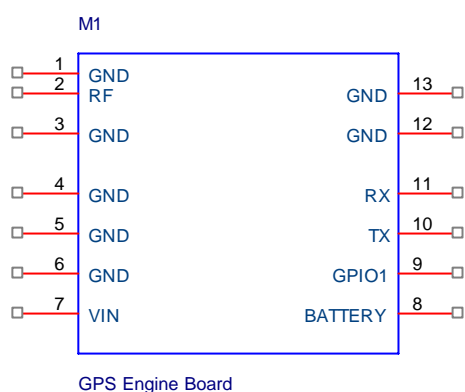 M1
1 GND
2 RF
3 GND
4 GND
5 GND
6 GND
7 VIN
GND 13
GND 12
RX 11
TX 10
GPIO1 9
BATTERY 8
GPS Engine Board